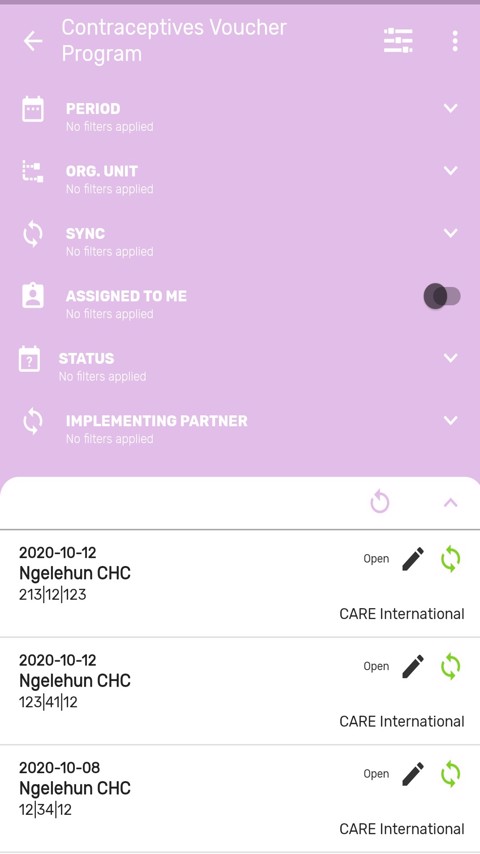 Contraceptives Voucher
Program
PERIOD
No filters applied
ORG. UNIT
No filters applied
SYNC
No filters applied
ASSIGNED TO ME
No filters applied
STATUS
No filters applied
IMPLEMENTING PARTNER
No filters applied
2020-10-12
Open
Ngelehun CHC
213|12|123
CARE International
2020-10-12
Open
Ngelehun CHC
123|41|12
CARE International
2020-10-08
Open
Ngelehun CHC
12|34|12
CARE International